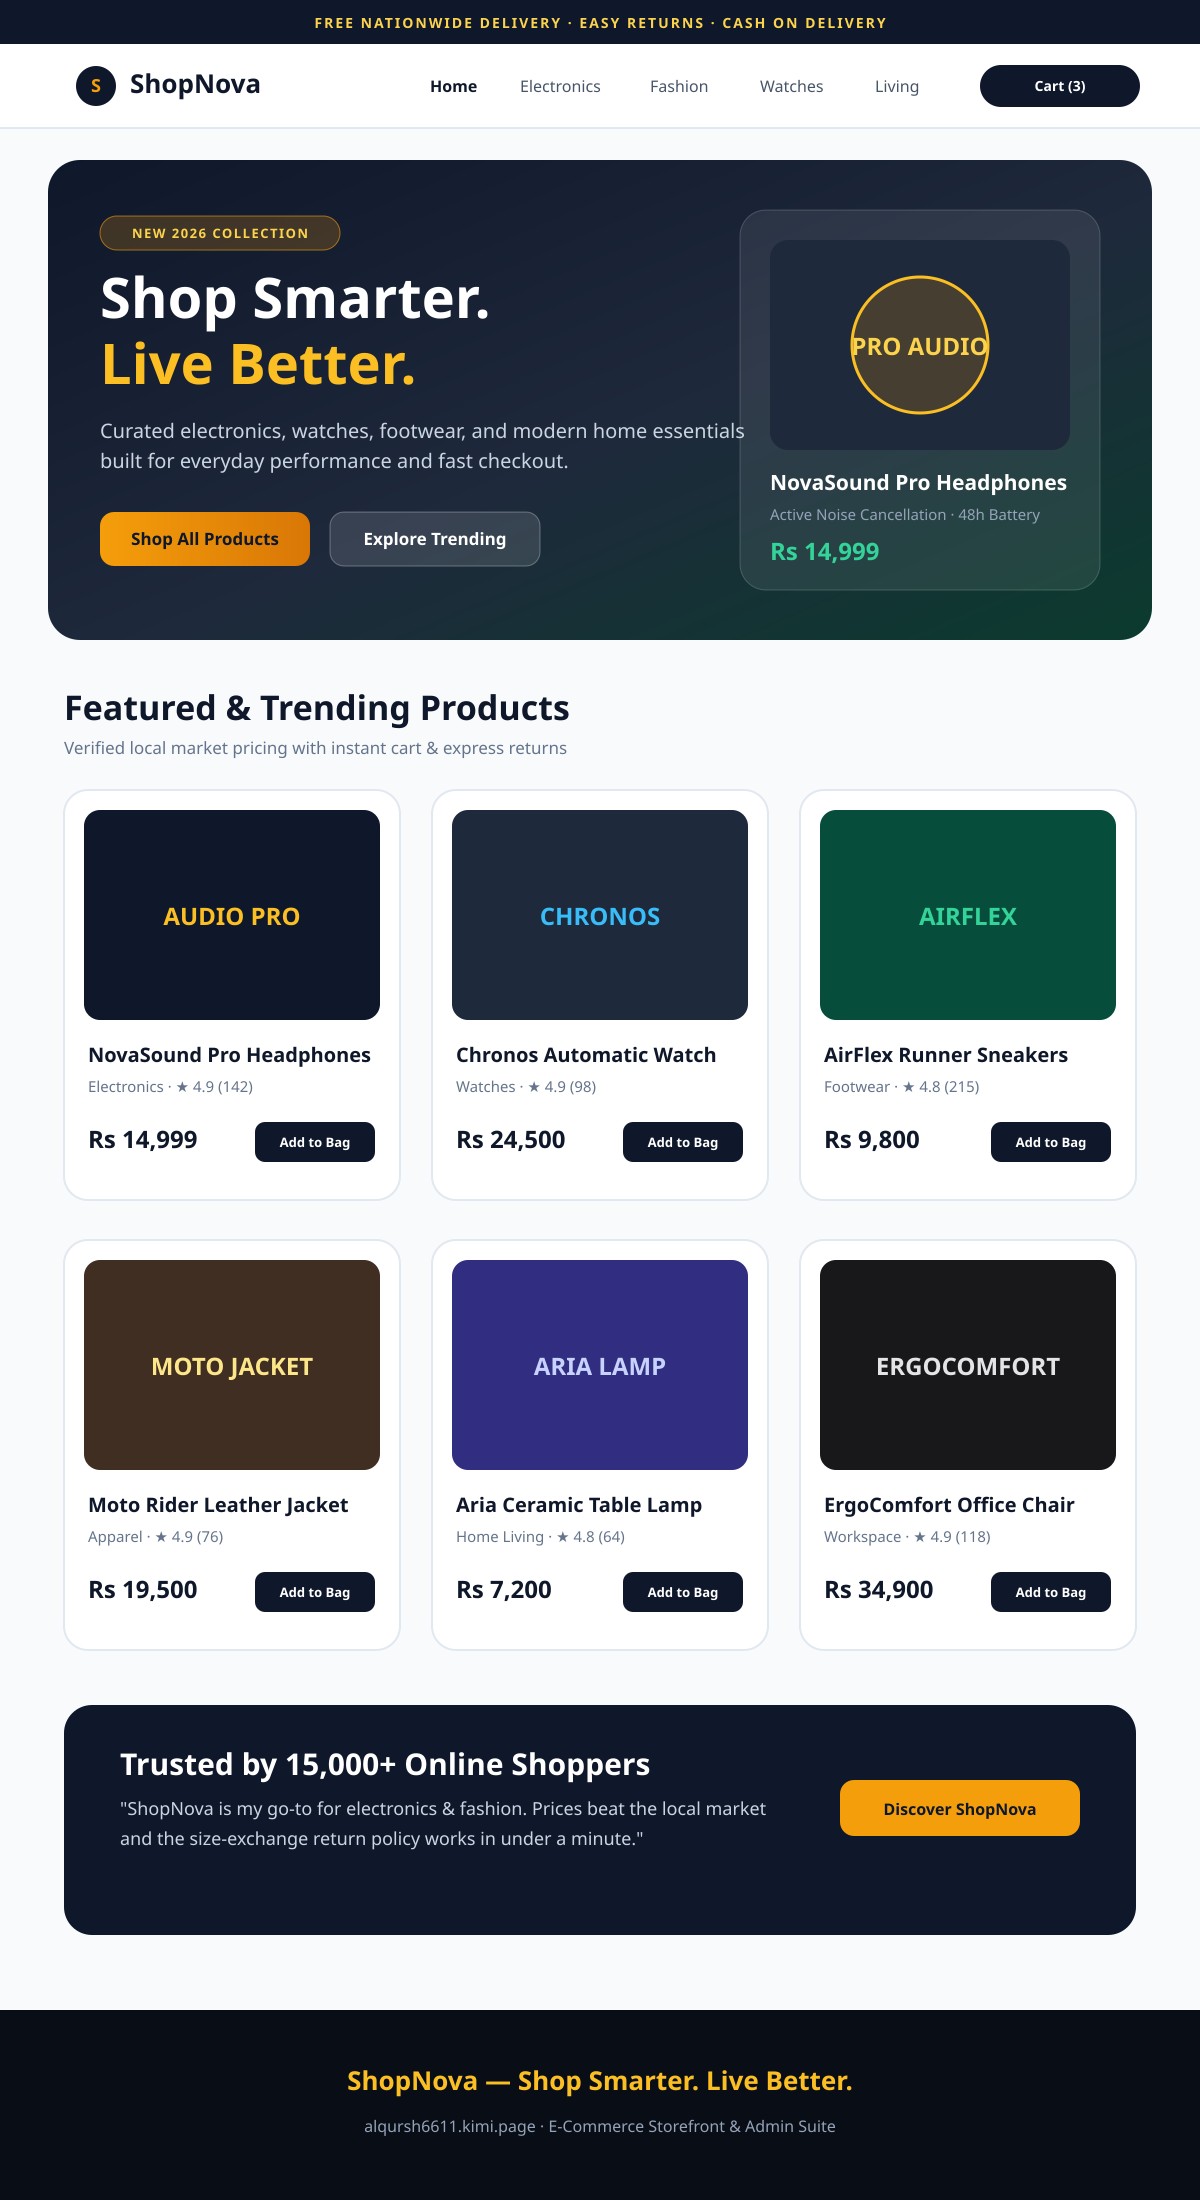 FREE NATIONWIDE DELIVERY · EASY RETURNS · CASH ON DELIVERY
S
ShopNova
Home
Electronics
Fashion
Watches
Living
Cart (3)
NEW 2026 COLLECTION
Shop Smarter.
Live Better.
Curated electronics, watches, footwear, and modern home essentials
built for everyday performance and fast checkout.
Shop All Products
Explore Trending
PRO AUDIO
NovaSound Pro Headphones
Active Noise Cancellation · 48h Battery
Rs 14,999
Featured & Trending Products
Verified local market pricing with instant cart & express returns
AUDIO PRO
NovaSound Pro Headphones
Electronics · ★ 4.9 (142)
Rs 14,999
Add to Bag
CHRONOS
Chronos Automatic Watch
Watches · ★ 4.9 (98)
Rs 24,500
Add to Bag
AIRFLEX
AirFlex Runner Sneakers
Footwear · ★ 4.8 (215)
Rs 9,800
Add to Bag
MOTO JACKET
Moto Rider Leather Jacket
Apparel · ★ 4.9 (76)
Rs 19,500
Add to Bag
ARIA LAMP
Aria Ceramic Table Lamp
Home Living · ★ 4.8 (64)
Rs 7,200
Add to Bag
ERGOCOMFORT
ErgoComfort Office Chair
Workspace · ★ 4.9 (118)
Rs 34,900
Add to Bag
Trusted by 15,000+ Online Shoppers
"ShopNova is my go-to for electronics & fashion. Prices beat the local market
and the size-exchange return policy works in under a minute."
Discover ShopNova
ShopNova — Shop Smarter. Live Better.
alqursh6611.kimi.page · E-Commerce Storefront & Admin Suite